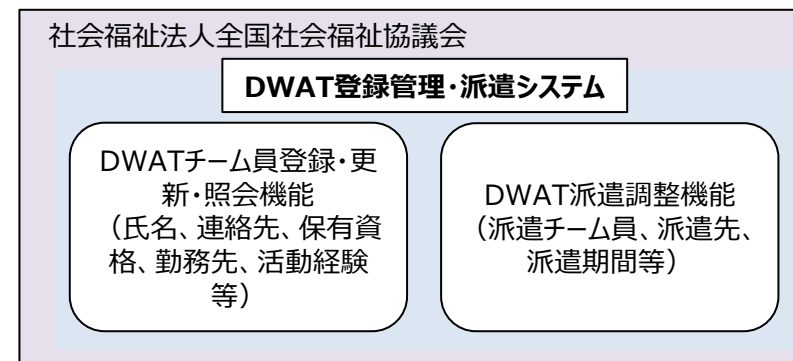 社会福祉法人全国社会福祉協議会
DWAT登録管理・派遣システム
DWATチーム員登録・更
新・照会機能
（氏名、連絡先、保有資
格、勤務先、活動経験
等）
DWAT派遣調整機能
（派遣チーム員、派遣先、
派遣期間等）